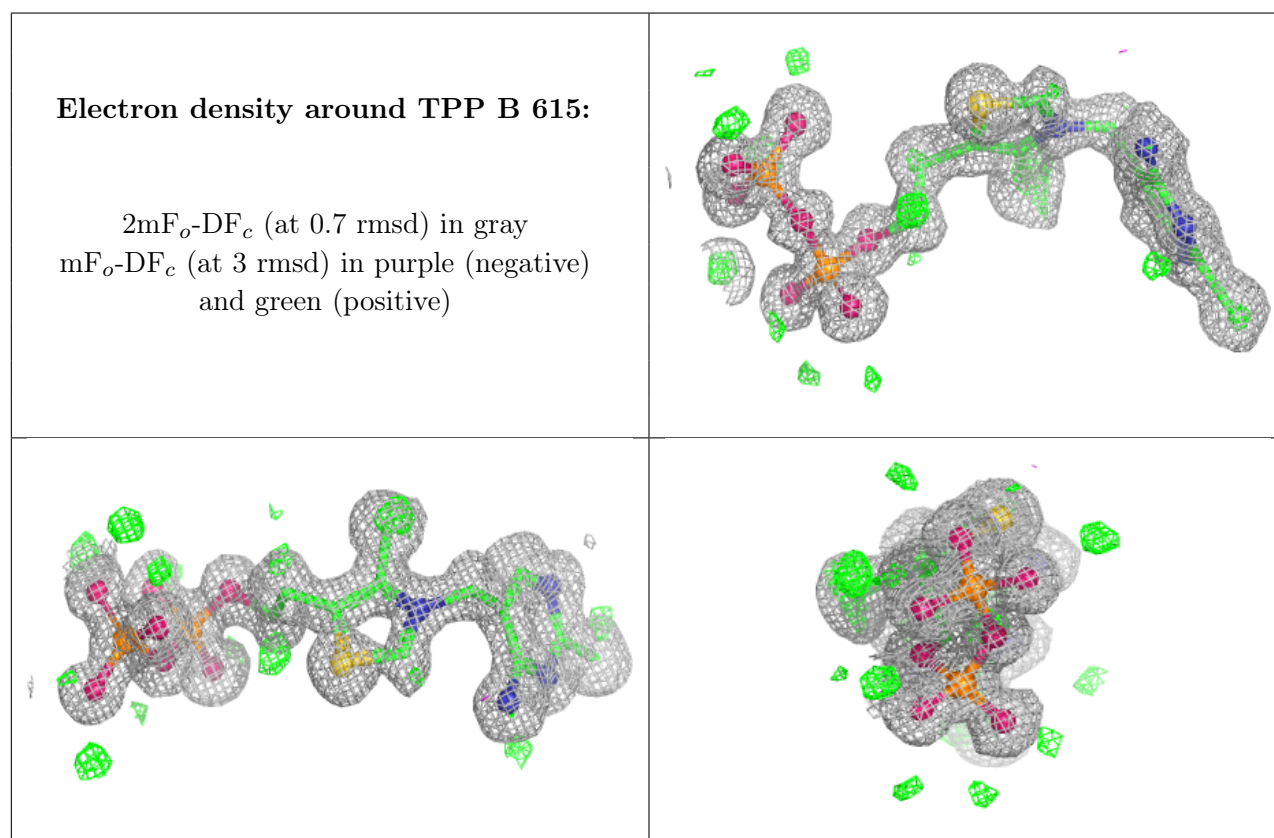 Electron density around TPP B 615:
2mFₒ-DF𝑐 (at 0.7 rmsd) in gray
mFₒ-DF𝑐 (at 3 rmsd) in purple (negative)
and green (positive)